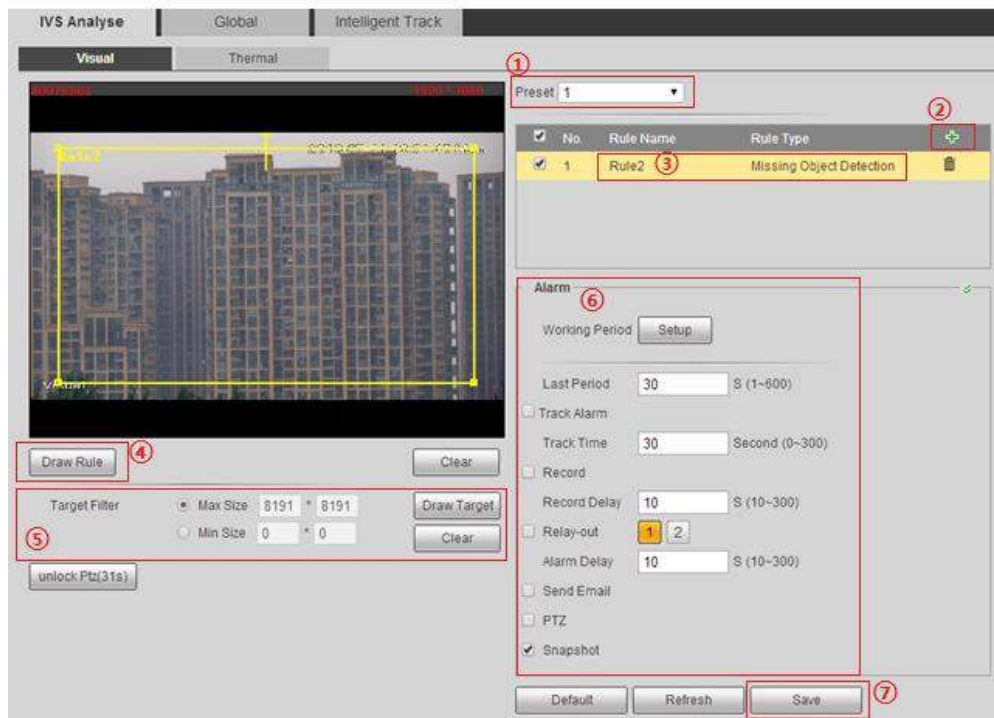 IVS Analyse Global Intelligent Track
Visual Thermal
①
Preset 1
②
No. Rule Name Rule Type
1 Rule2 ③ Missing Object Detection
Rule2
Alarm
⑥
Working Period Setup
Last Period 30 S (1~600)
Track Alarm
Track Time 30 Second (0~300)
Record
Record Delay 10 S (10~300)
Relay-out 1 2
Alarm Delay 10 S (10~300)
Send Email
PTZ
Snapshot
Draw Rule ④ Clear
Target Filter Max Size 8191 * 8191 Draw Target
⑤ Min Size 0 * 0 Clear
unlock Ptz(31s)
Default Refresh Save ⑦